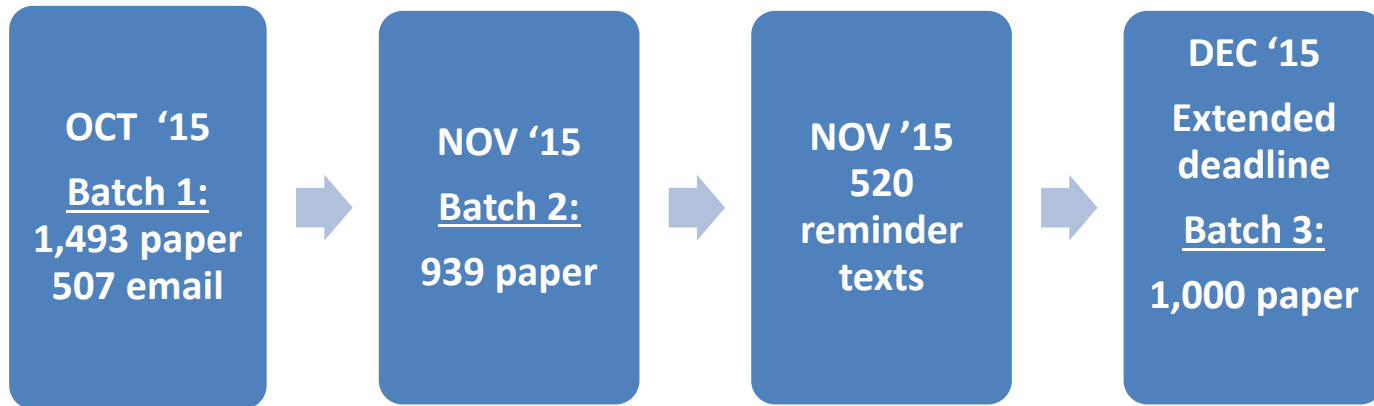 OCT ‘15
Batch 1:
1,493 paper
507 email
NOV ‘15
Batch 2:
939 paper
NOV ’15
520
reminder
texts
DEC ‘15
Extended
deadline
Batch 3:
1,000 paper